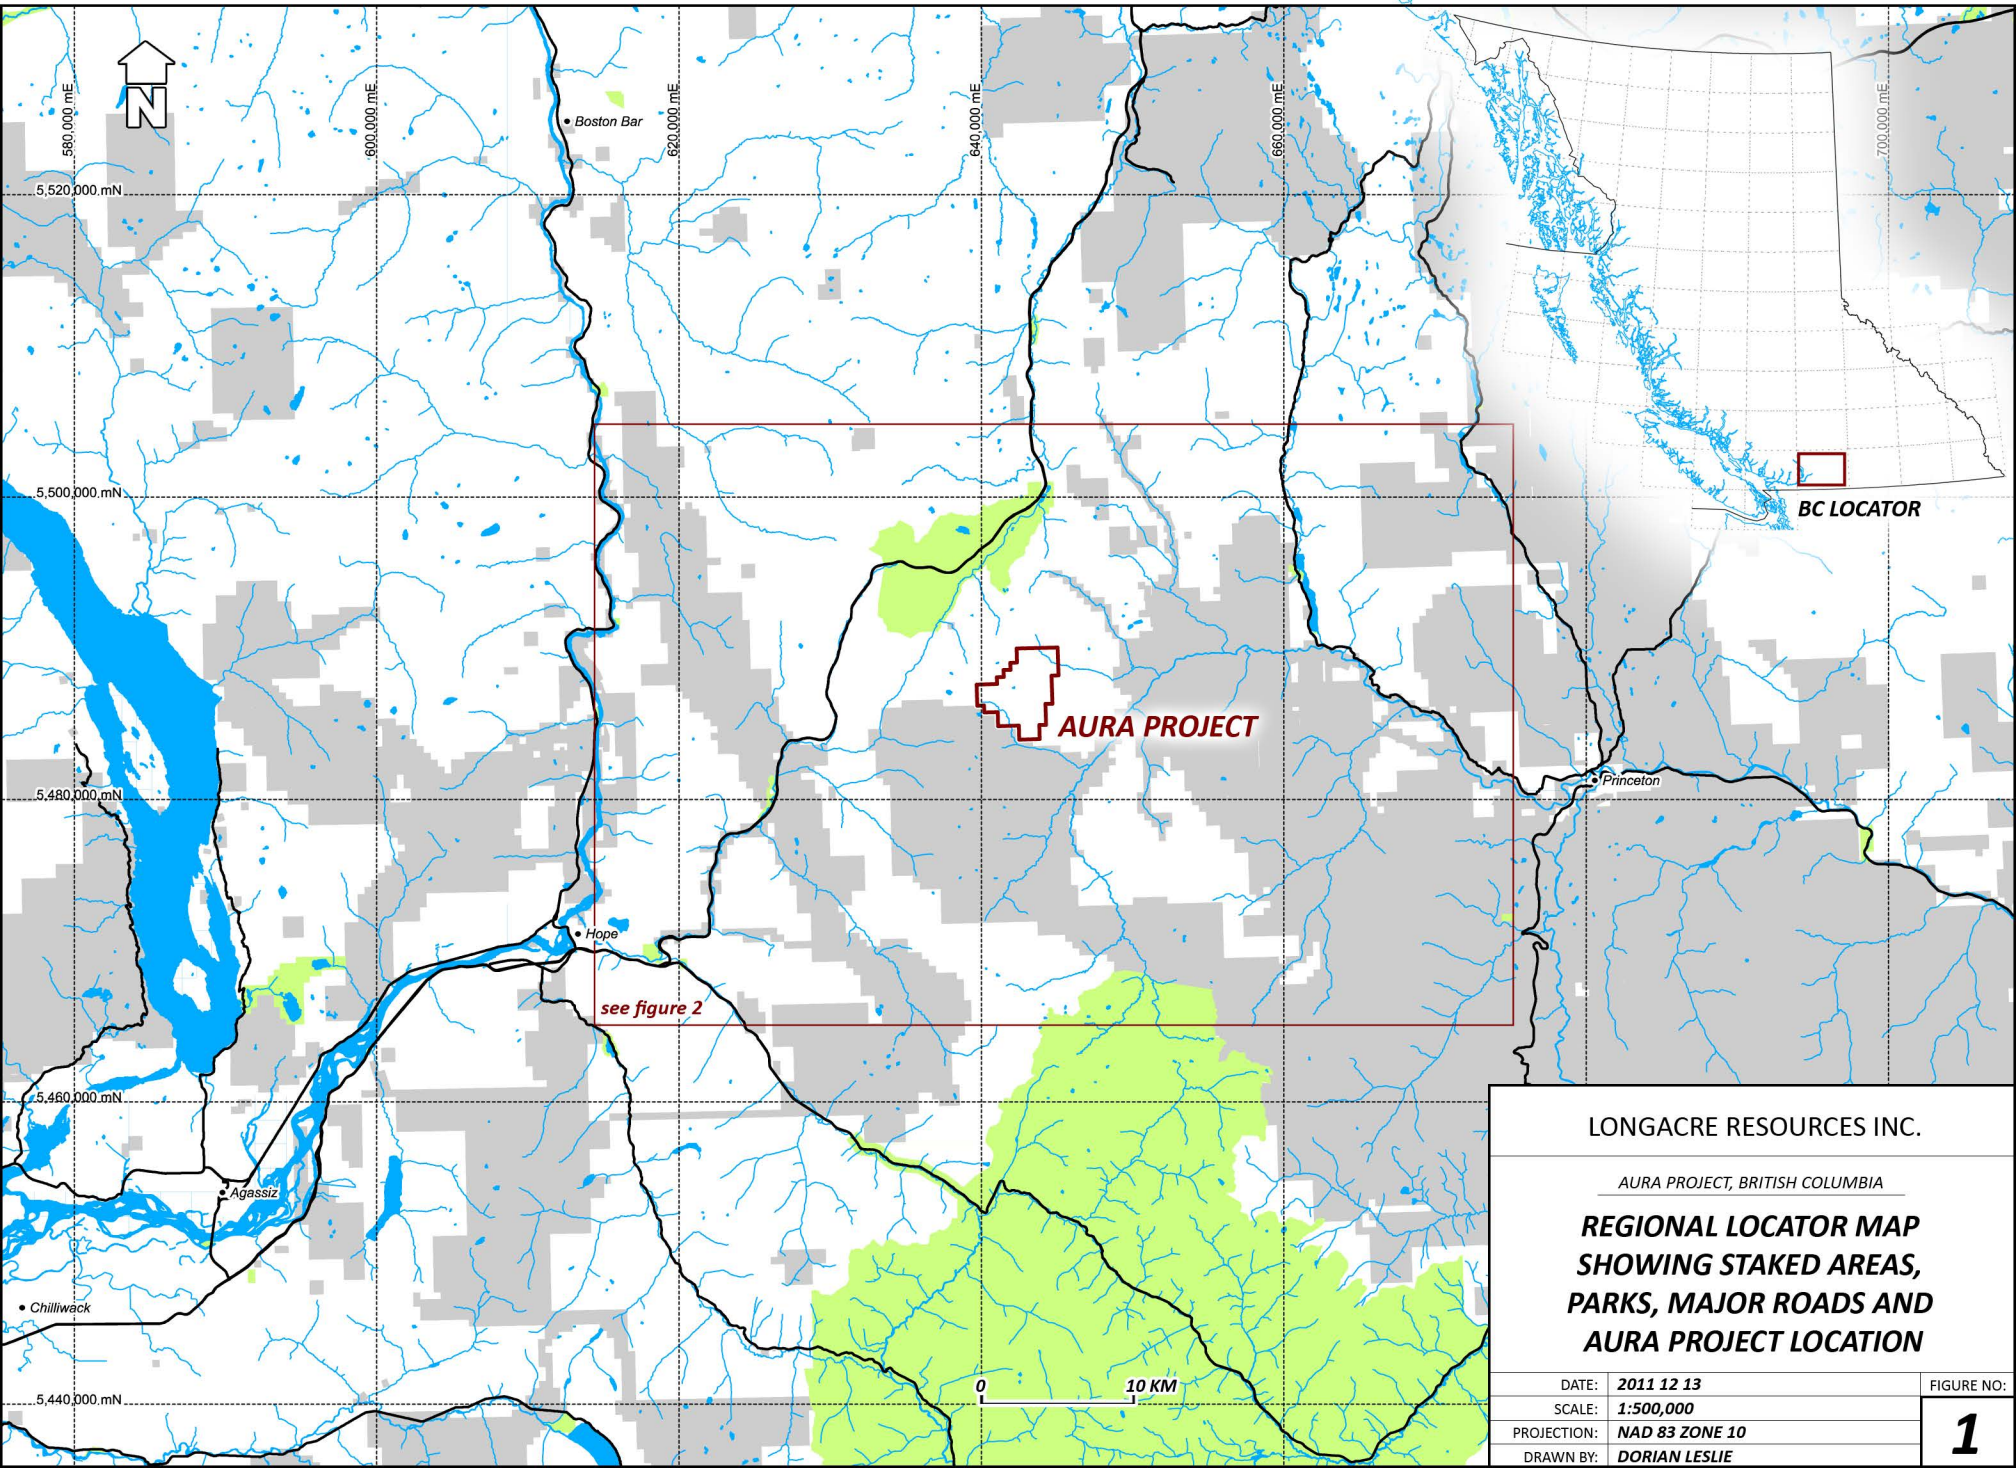 N
580,000 mE
600,000 mE
620,000 mE
640,000 mE
660,000 mE
700,000 mE
Boston Bar
5,520,000 mN
5,500,000 mN
BC LOCATOR
AURA PROJECT
5,480,000 mN
Princeton
Hope
see figure 2
5,460,000 mN
Agassiz
Chilliwack
5,440,000 mN
0 10 KM
LONGACRE RESOURCES INC.
AURA PROJECT, BRITISH COLUMBIA
REGIONAL LOCATOR MAP
SHOWING STAKED AREAS,
PARKS, MAJOR ROADS AND
AURA PROJECT LOCATION
DATE: 2011 12 13
SCALE: 1:500,000
PROJECTION: NAD 83 ZONE 10
DRAWN BY: DORIAN LESLIE
FIGURE NO:
1